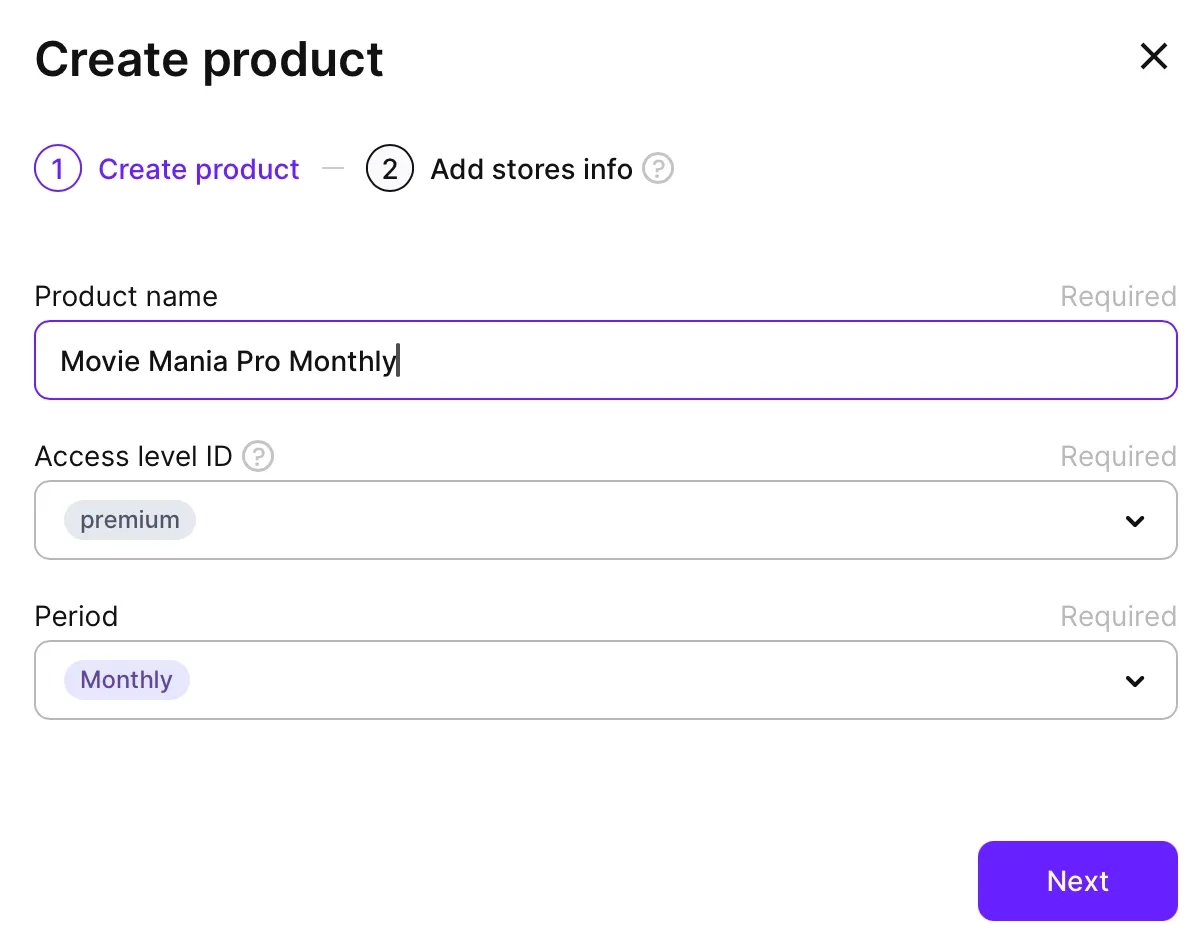 Create product
1 Create product — 2 Add stores info ?
Product name Required
Movie Mania Pro Monthly
Access level ID ? Required
premium
Period Required
Monthly
Next